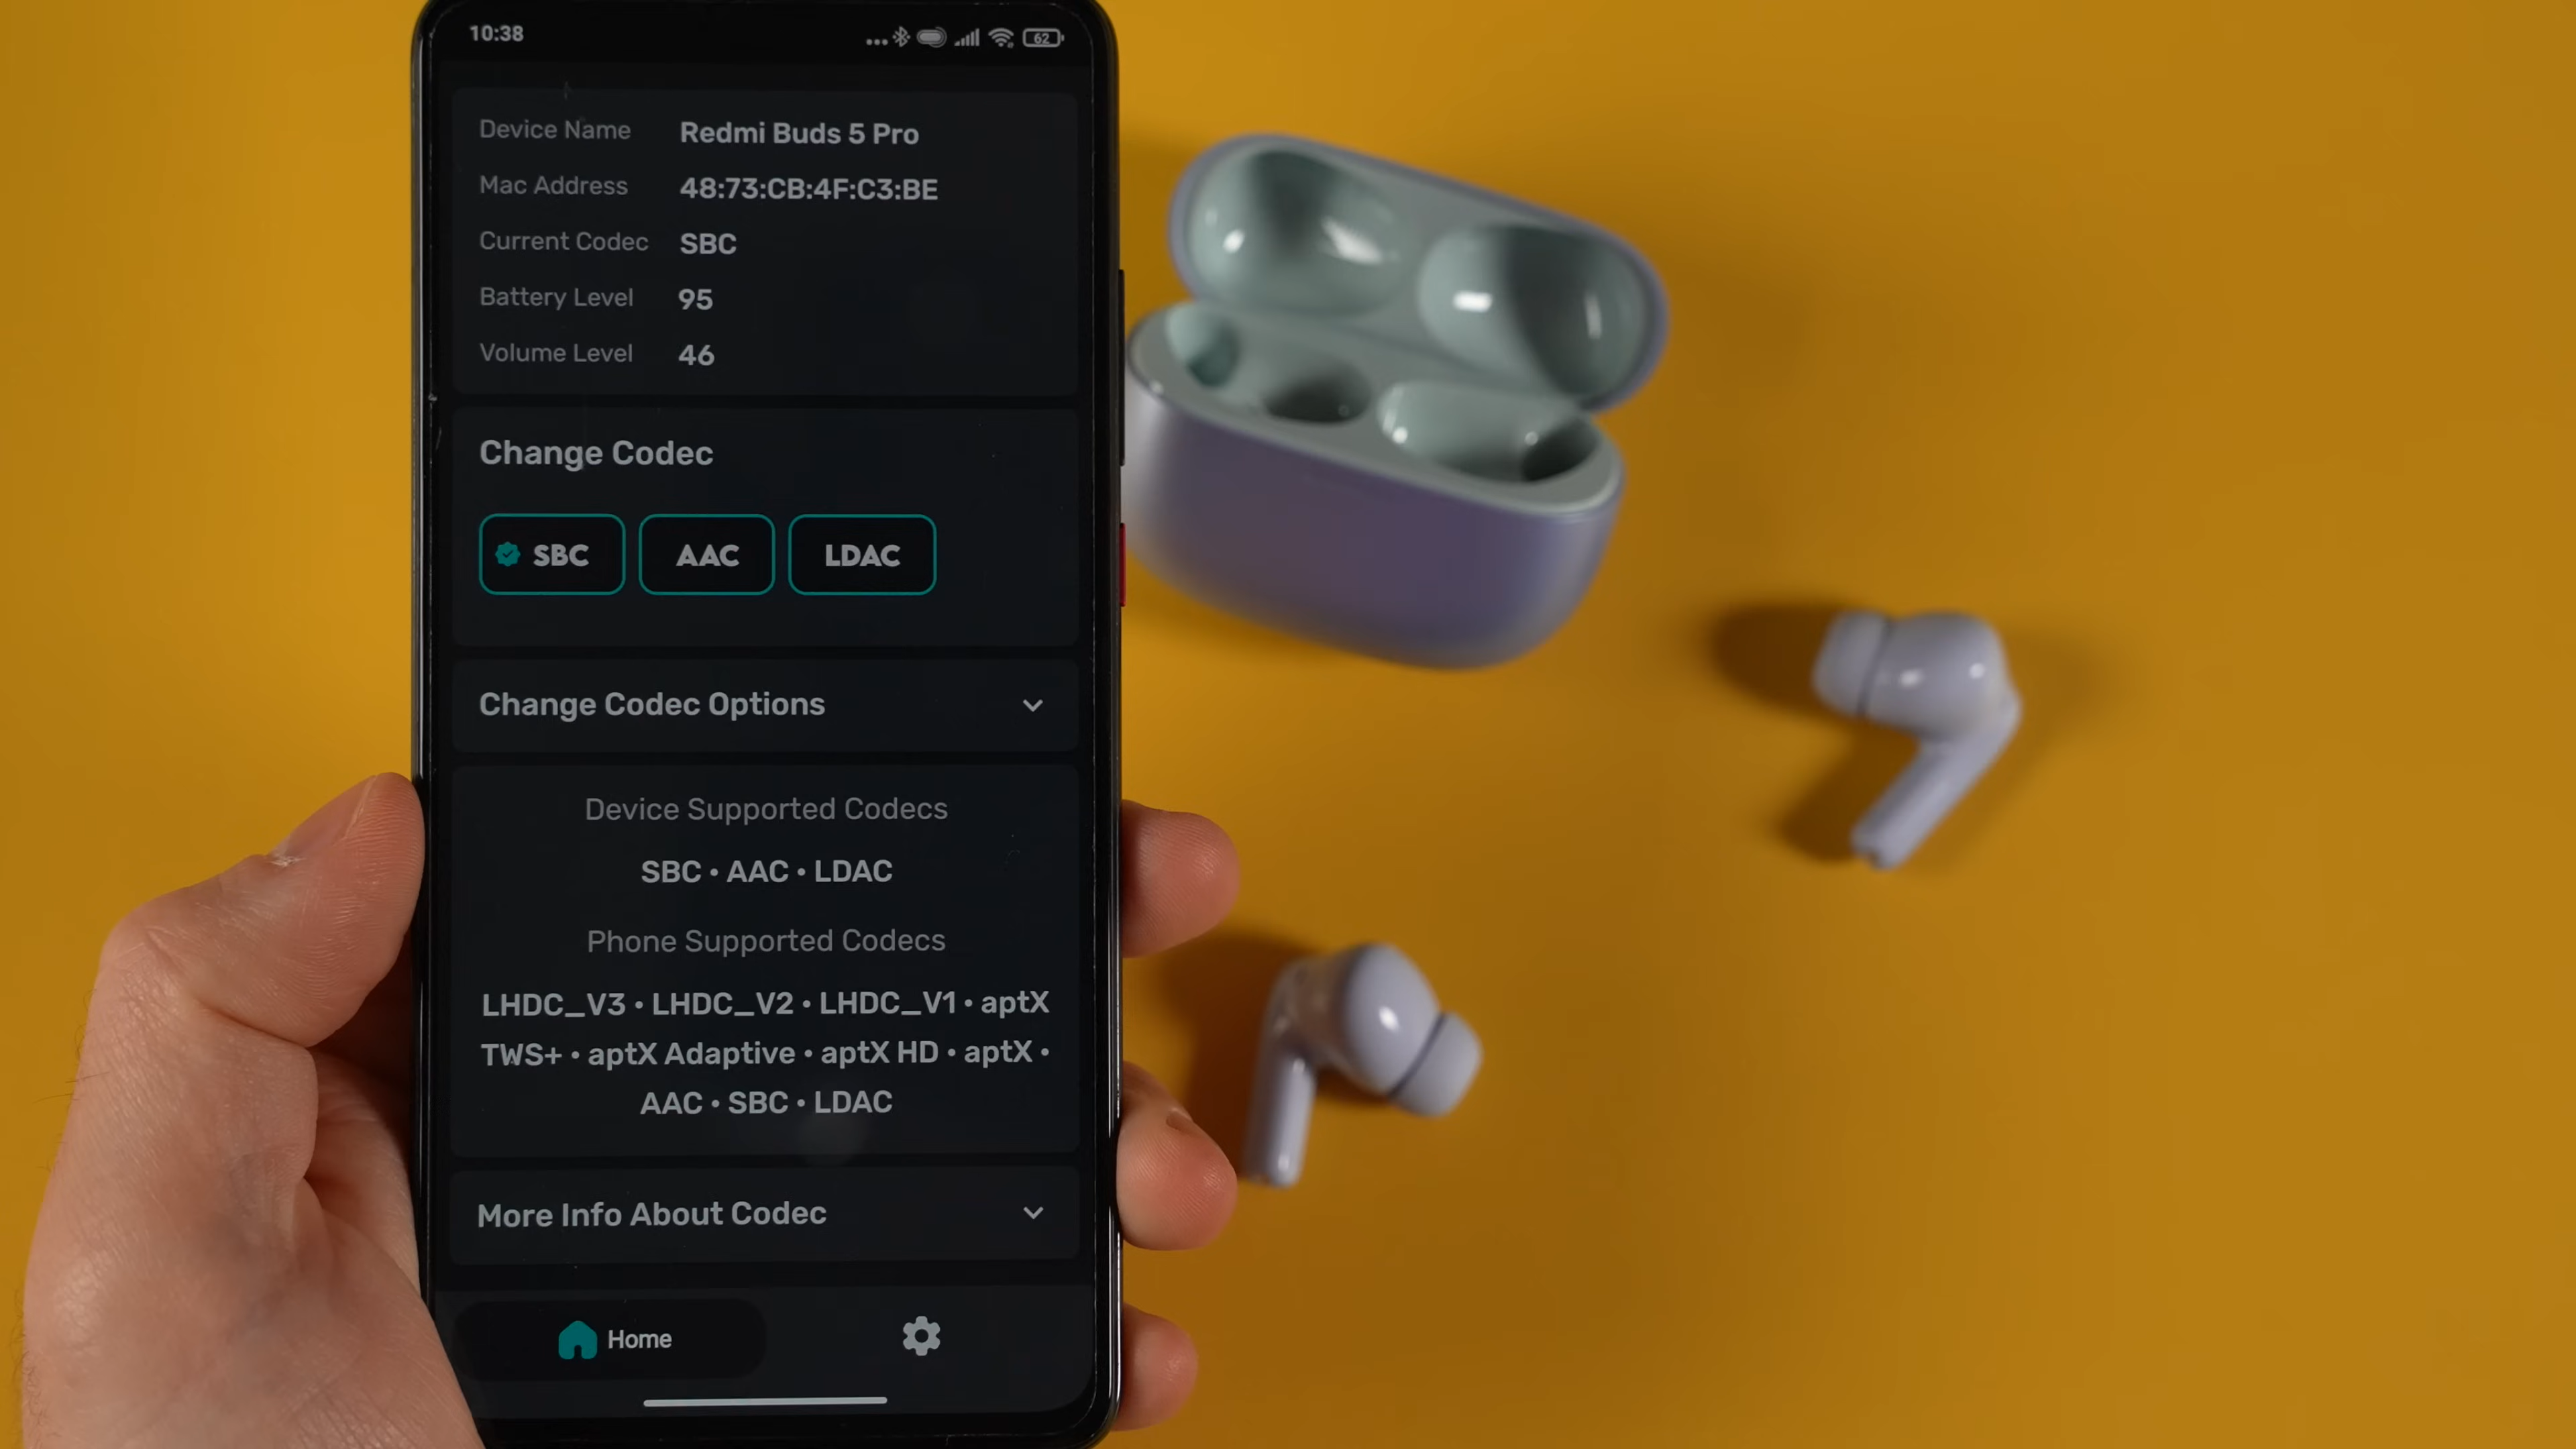 10:38
62
Device Name Redmi Buds 5 Pro
Mac Address 48:73:CB:4F:C3:BE
Current Codec SBC
Battery Level 95
Volume Level 46
Change Codec
SBC AAC LDAC
Change Codec Options
Device Supported Codecs
SBC • AAC • LDAC
Phone Supported Codecs
LHDC_V3 • LHDC_V2 • LHDC_V1 • aptX
TWS+ • aptX Adaptive • aptX HD • aptX •
AAC • SBC • LDAC
More Info About Codec
Home